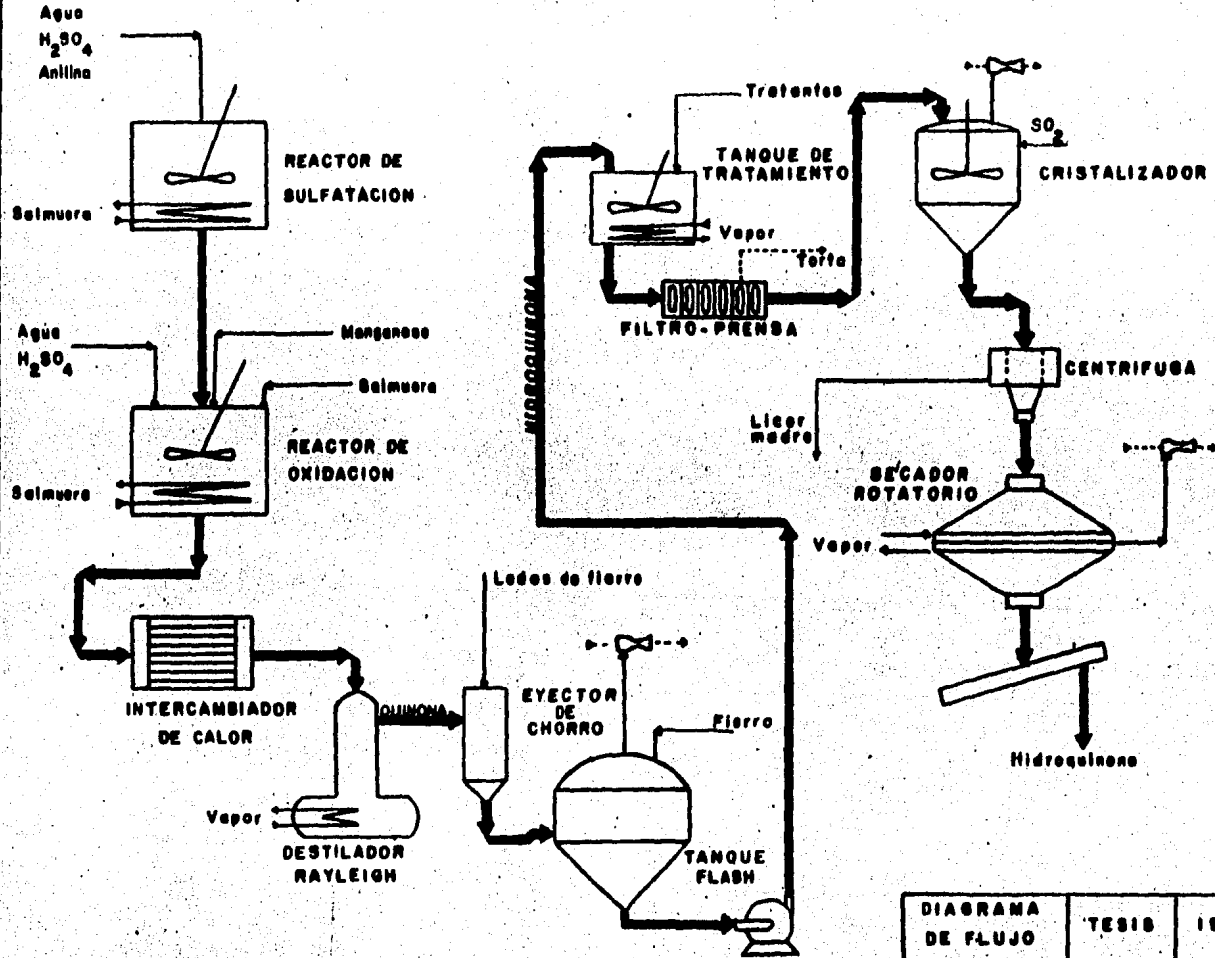 Agua
H2SO4
Anilina
REACTOR DE
SULFATACION
Salmuera
Agua
H2SO4
Manganeso
Salmuera
REACTOR DE
OXIDACION
Salmuera
INTERCAMBIADOR
DE CALOR
QUINONA
Vapor
DESTILADOR
RAYLEIGH
Lodos de fierro
EYECTOR
DE
CHORRO
Fierro
TANQUE
FLASH
HIDROQUINONA
Tratantes
TANQUE DE
TRATAMIENTO
Vapor
Torta
FILTRO-PRENSA
SO2
CRISTALIZADOR
CENTRIFUGA
Licor
madre
SECADOR
ROTATORIO
Vapor
Hidroquinona
DIAGRAMA
DE FLUJO
TESIS